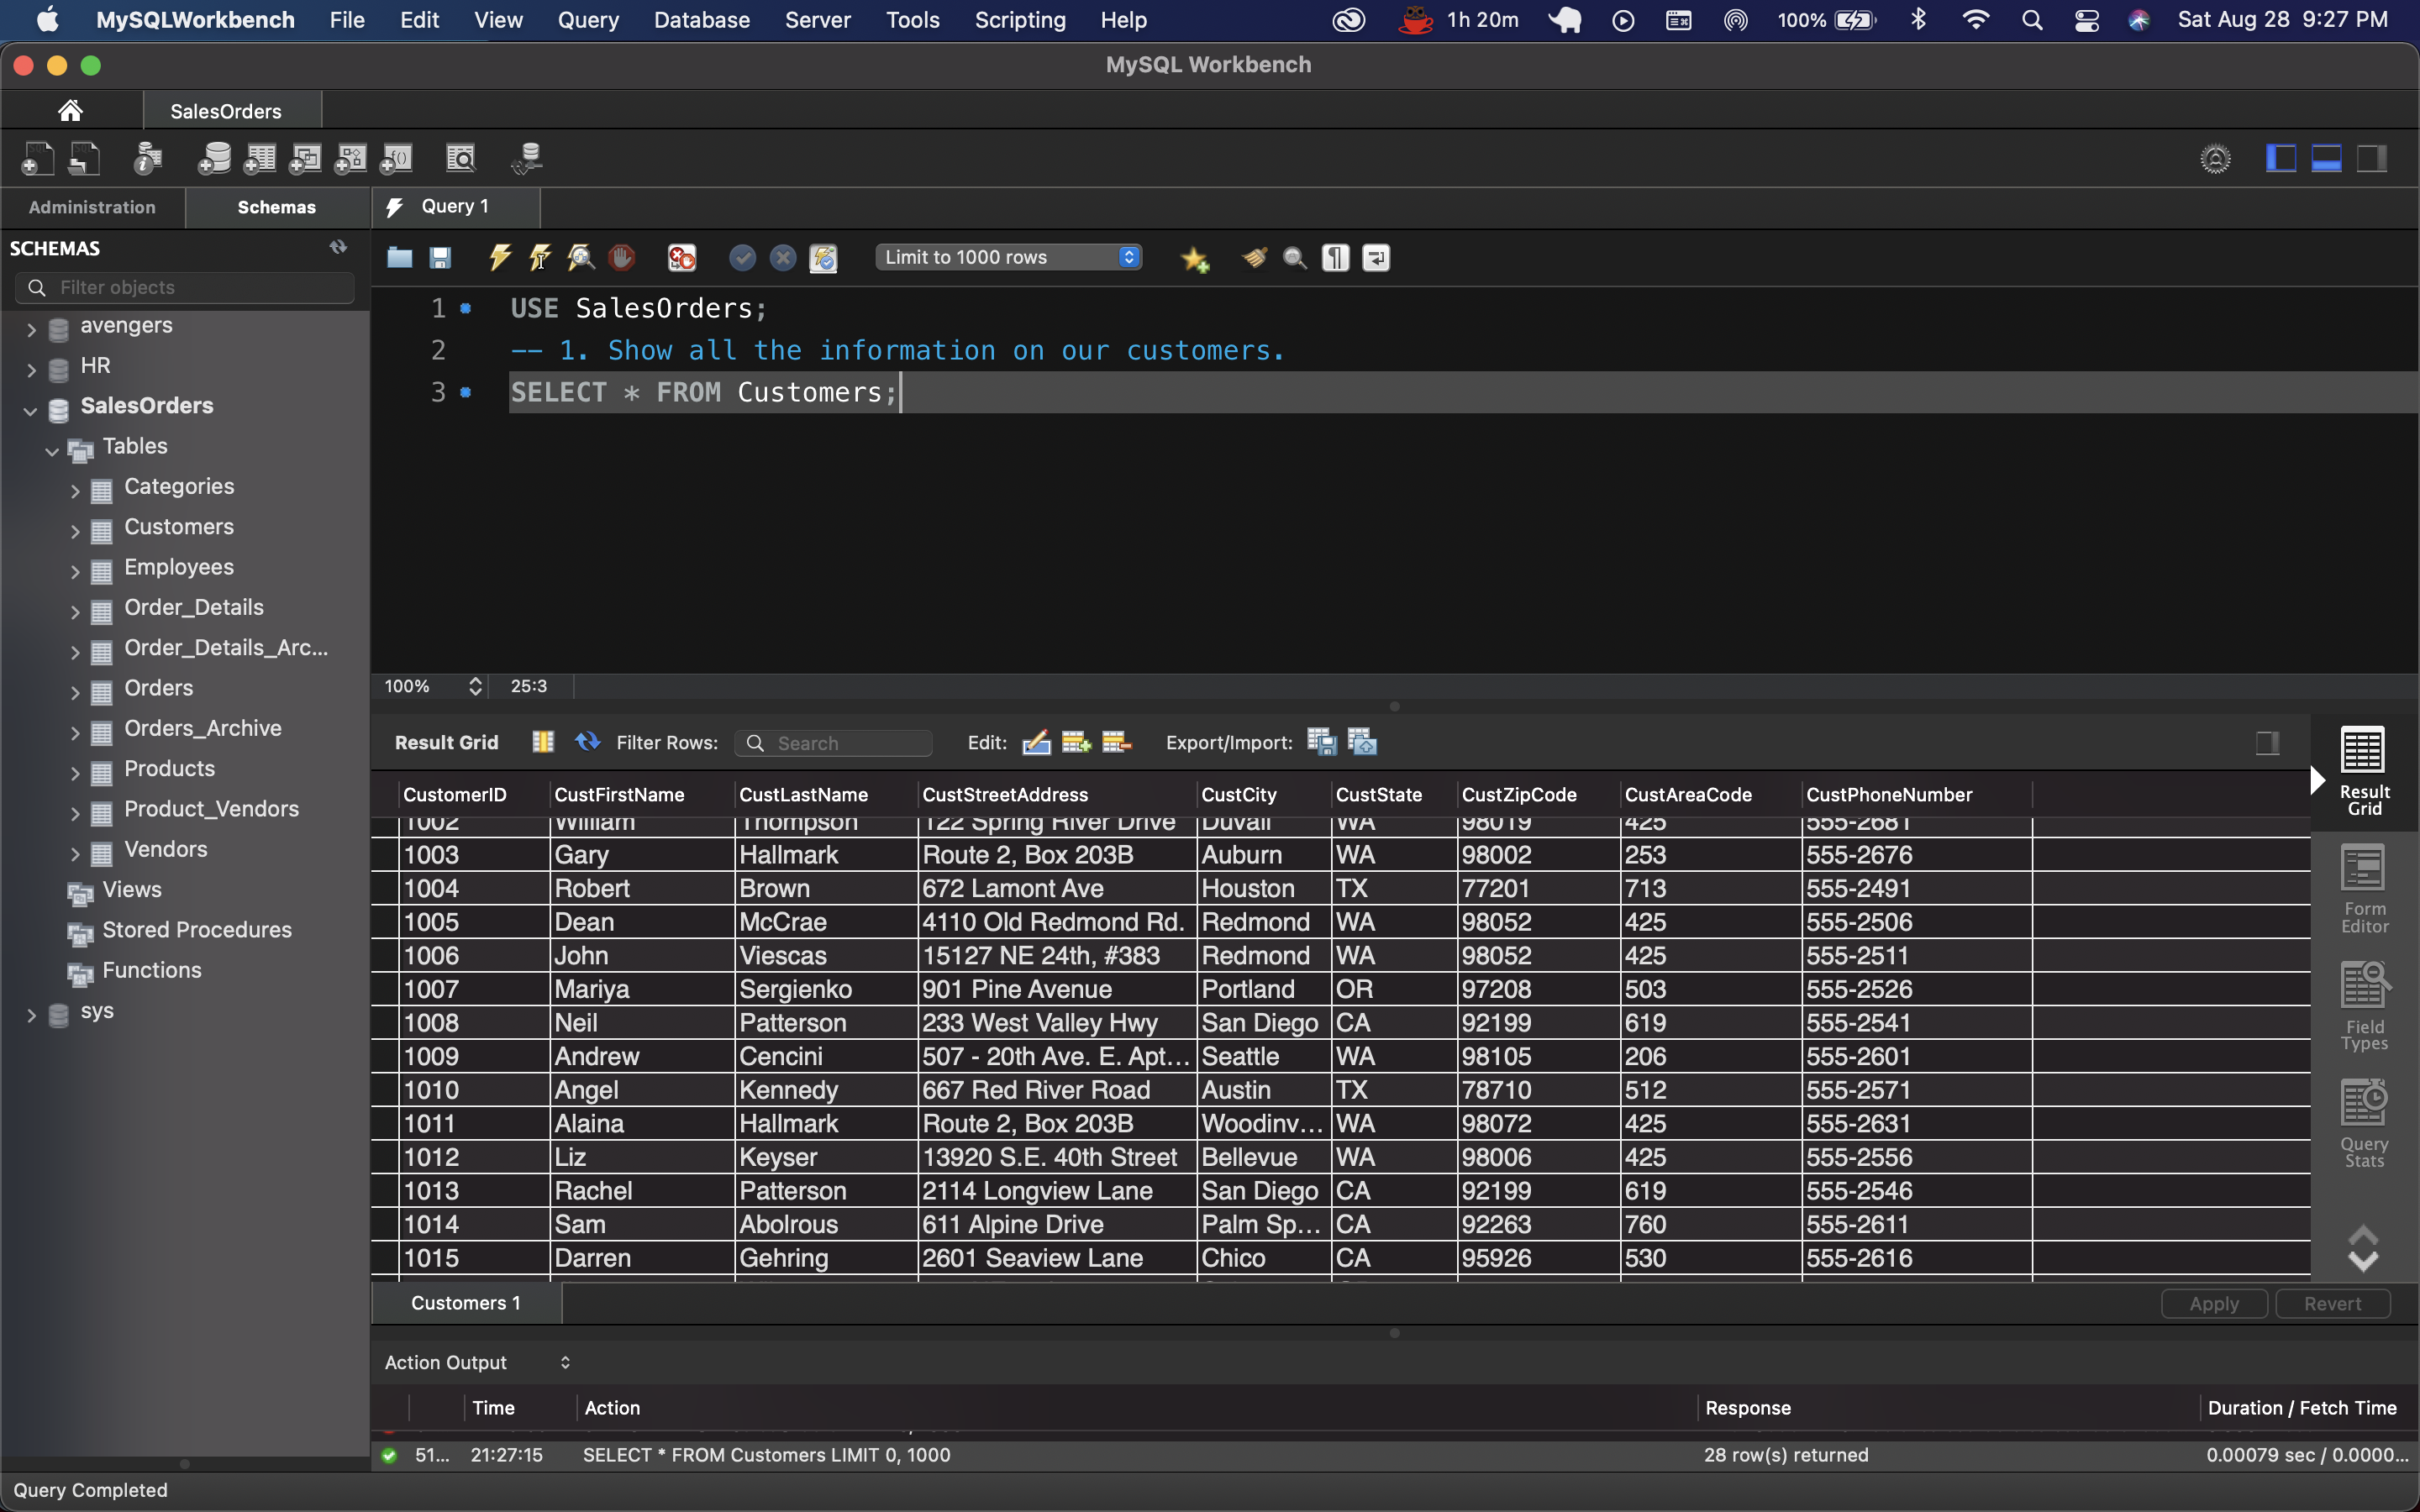 MySQLWorkbench File Edit View Query Database Server Tools Scripting Help 1h 20m 100% Sat Aug 28 9:27 PM
MySQL Workbench
SalesOrders
Administration Schemas Query 1
SCHEMAS
Limit to 1000 rows
Filter objects
avengers
HR
SalesOrders
Tables
Categories
Customers
Employees
Order_Details
Order_Details_Arc...
Orders
Orders_Archive
Products
Product_Vendors
Vendors
Views
Stored Procedures
Functions
sys
1 USE SalesOrders;
2 -- 1. Show all the information on our customers.
3 SELECT * FROM Customers;
100% 25:3
Result Grid Filter Rows: Search Edit: Export/Import:
CustomerID CustFirstName CustLastName CustStreetAddress CustCity CustState CustZipCode CustAreaCode CustPhoneNumber
1002 William Thompson 122 Spring River Drive Duvall WA 98019 425 555-2681
1003 Gary Hallmark Route 2, Box 203B Auburn WA 98002 253 555-2676
1004 Robert Brown 672 Lamont Ave Houston TX 77201 713 555-2491
1005 Dean McCrae 4110 Old Redmond Rd. Redmond WA 98052 425 555-2506
1006 John Viescas 15127 NE 24th, #383 Redmond WA 98052 425 555-2511
1007 Mariya Sergienko 901 Pine Avenue Portland OR 97208 503 555-2526
1008 Neil Patterson 233 West Valley Hwy San Diego CA 92199 619 555-2541
1009 Andrew Cencini 507 - 20th Ave. E. Apt... Seattle WA 98105 206 555-2601
1010 Angel Kennedy 667 Red River Road Austin TX 78710 512 555-2571
1011 Alaina Hallmark Route 2, Box 203B Woodinv... WA 98072 425 555-2631
1012 Liz Keyser 13920 S.E. 40th Street Bellevue WA 98006 425 555-2556
1013 Rachel Patterson 2114 Longview Lane San Diego CA 92199 619 555-2546
1014 Sam Abolrous 611 Alpine Drive Palm Sp... CA 92263 760 555-2611
1015 Darren Gehring 2601 Seaview Lane Chico CA 95926 530 555-2616
Result
Grid
Form
Editor
Field
Types
Query
Stats
Customers 1 Apply Revert
Action Output
Time Action Response Duration / Fetch Time
51... 21:27:15 SELECT * FROM Customers LIMIT 0, 1000 28 row(s) returned 0.00079 sec / 0.0000...
Query Completed